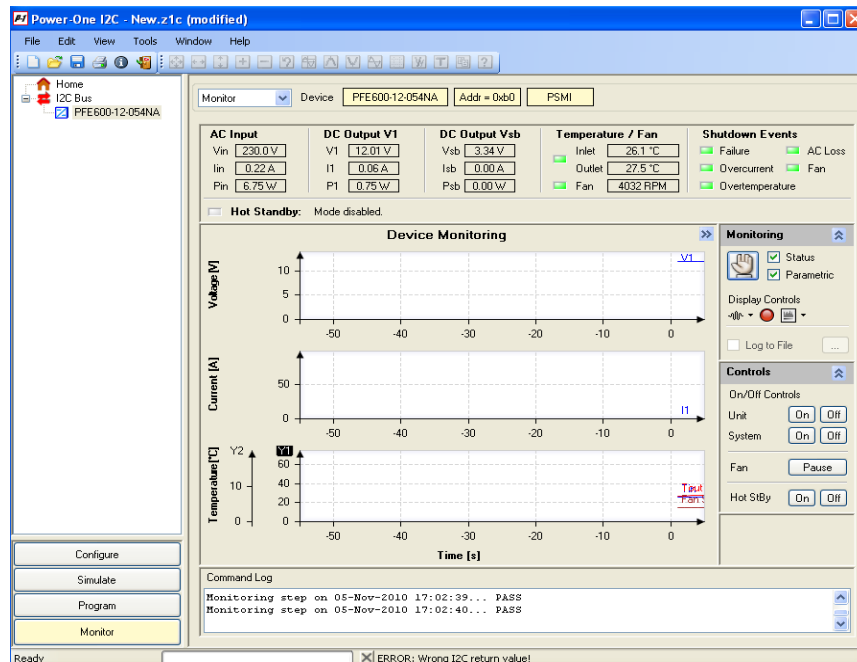 Power-One I2C - New.z1c (modified)
File Edit View Tools Window Help
Home
I2C Bus
PFE600-12-054NA
Monitor Device PFE600-12-054NA Addr = 0xb0 PSMI
AC Input DC Output V1 DC Output Vsb Temperature / Fan Shutdown Events
Vin 230.0 V V1 12.01 V Vsb 3.34 V Inlet 26.1 °C Failure AC Loss
Iin 0.22 A I1 0.06 A Isb 0.00 A Outlet 27.5 °C Overcurrent Fan
Pin 6.75 W P1 0.75 W Psb 0.00 W Fan 4032 RPM Overtemperature
Hot Standby: Mode disabled.
Device Monitoring
Voltage [V]
V1
10
5
0
-50 -40 -30 -20 -10 0
Current [A]
50
I1
0
-50 -40 -30 -20 -10 0
Temperature [°C]
Y2 Y1
60
10 40
20
0 0
-50 -40 -30 -20 -10 0
Time [s]
Monitoring
Status
Parametric
Display Controls
Log to File ...
Controls
On/Off Controls
Unit On Off
System On Off
Fan Pause
Hot StBy On Off
Configure
Simulate
Program
Monitor
Command Log
Monitoring step on 05-Nov-2010 17:02:39... PASS
Monitoring step on 05-Nov-2010 17:02:40... PASS
Ready ERROR: Wrong I2C return value!